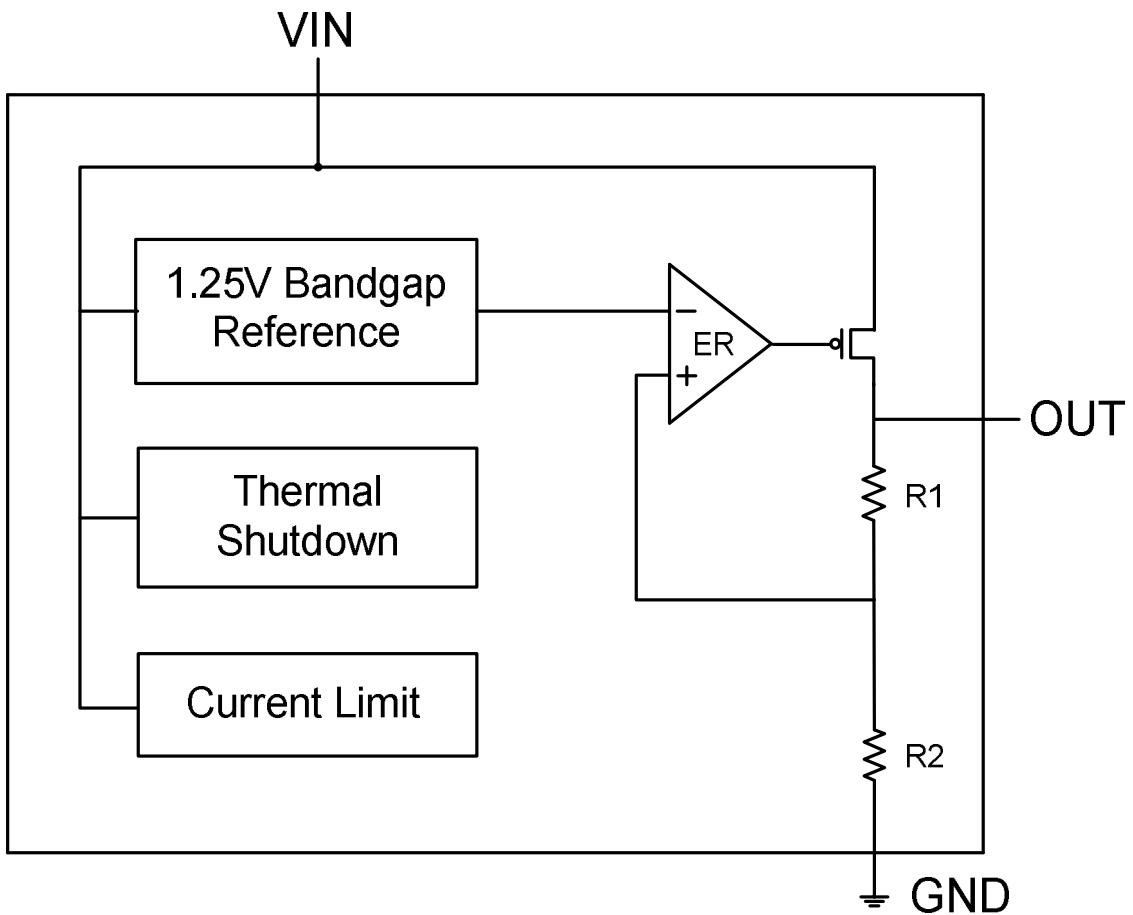 VIN
1.25V Bandgap
Reference
−
ER
+
OUT
Thermal
Shutdown
R1
Current Limit
R2
GND